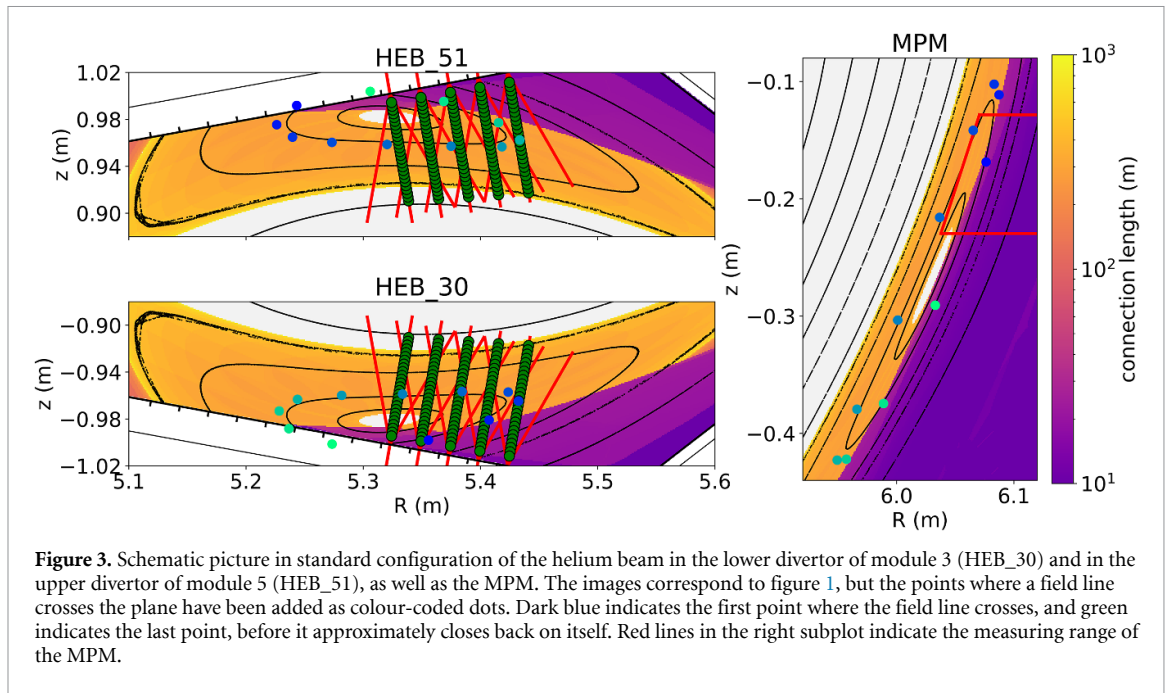 HEB_51
1.02
0.98
0.94
0.90
z (m)
HEB_30
−0.90
−0.94
−0.98
−1.02
z (m)
5.1
5.2
5.3
5.4
5.5
5.6
R (m)
MPM
−0.1
−0.2
−0.3
−0.4
z (m)
6.0
6.1
R (m)
10³
10²
10¹
connection length (m)
Figure 3. Schematic picture in standard configuration of the helium beam in the lower divertor of module 3 (HEB_30) and in the
upper divertor of module 5 (HEB_51), as well as the MPM. The images correspond to figure 1, but the points where a field line
crosses the plane have been added as colour-coded dots. Dark blue indicates the first point where the field line crosses, and green
indicates the last point, before it approximately closes back on itself. Red lines in the right subplot indicate the measuring range of
the MPM.